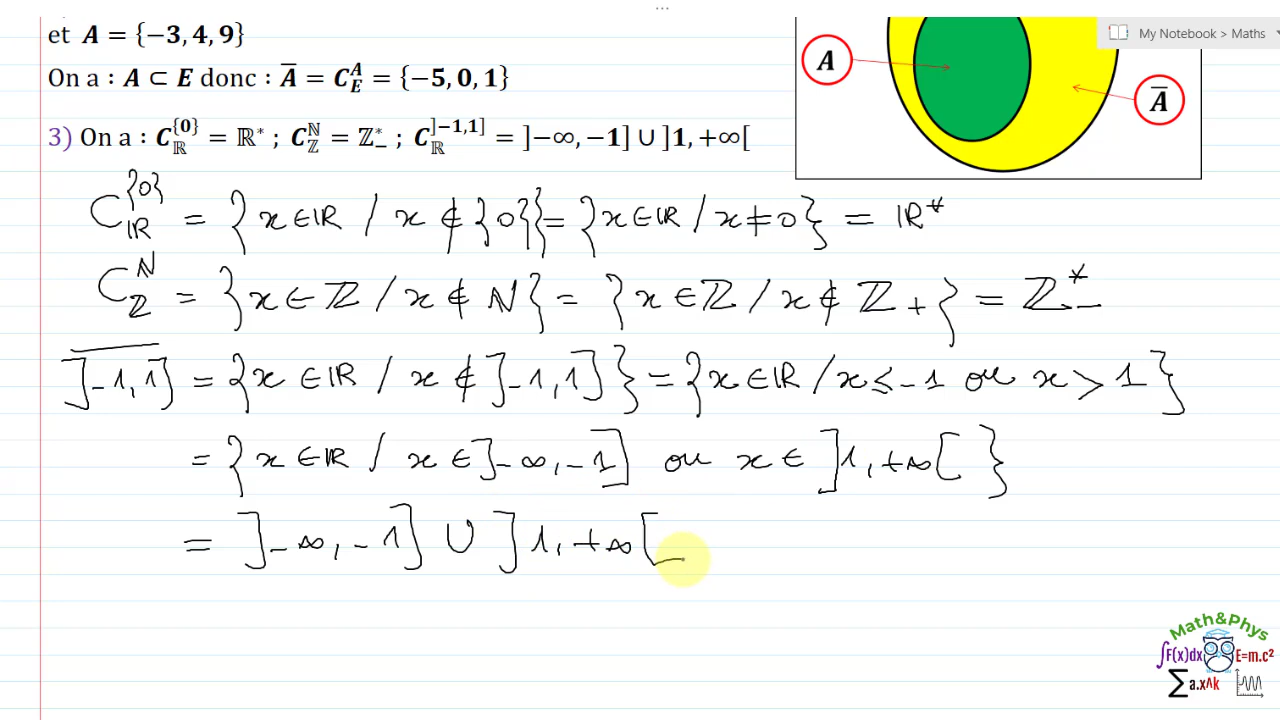 ...
et A = {−3, 4, 9}
On a : A ⊂ E donc : A̅ = C_E^A = {−5, 0, 1}
A
A̅
My Notebook > Maths
3) On a : C_ℝ^{0} = ℝ* ; C_ℤ^ℕ = ℤ*₋ ; C_ℝ^]−1,1] = ]−∞, −1] ∪ ]1, +∞[
C_ℝ^{0} = {x ∈ ℝ / x ∉ {0}} = {x ∈ ℝ / x ≠ 0} = ℝ*
C_ℤ^ℕ = {x ∈ ℤ / x ∉ ℕ} = {x ∈ ℤ / x ∉ ℤ₊} = ℤ*₋
]−1, 1]̅ = {x ∈ ℝ / x ∉ ]−1, 1]} = {x ∈ ℝ / x ≤ −1 ou x > 1}
= {x ∈ ℝ / x ∈ ]−∞, −1] ou x ∈ ]1, +∞[ }
= ]−∞, −1] ∪ ]1, +∞[
Math&Phys
∫F(x)dx E=m.c²
∑ a.x∧k